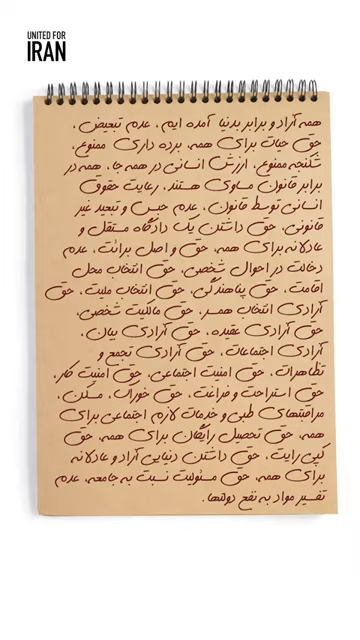 UNITED FOR
IRAN
همه آزاد و برابر بدنیا آمده ایم، عدم تبعیض،
حق حیات برای همه، برده داری ممنوع،
شکنجه ممنوع، ارزش انسانی در همه جا، همه در
برابر قانون مساوی هستند، رعایت حقوق
انسانی توسط قانون، عدم حبس و تبعید غیر
قانونی، حق داشتن یک دادگاه مستقل و
عادلانه برای همه، حق و اصل برائت، عدم
دخالت در احوال شخصی، حق انتخاب محل
اقامت، حق پناهندگی، حق انتخاب ملیت، حق
آزادی انتخاب همسر، حق مالکیت شخصی،
حق آزادی عقیده، حق آزادی بیان،
آزادی اجتماعات، حق آزادی تجمع و
تظاهرات، حق امنیت اجتماعی، حق امنیت کار،
حق استراحت و فراغت، حق خوراک، مسکن،
مراقبتهای طبی و خدمات لازم اجتماعی برای
همه، حق تحصیل رایگان برای همه، حق
کپی رایت، حق داشتن دنیایی آزاد و عادلانه
برای همه، حق مسئولیت نسبت به جامعه، عدم
تفسیر مواد به نفع دولتها.